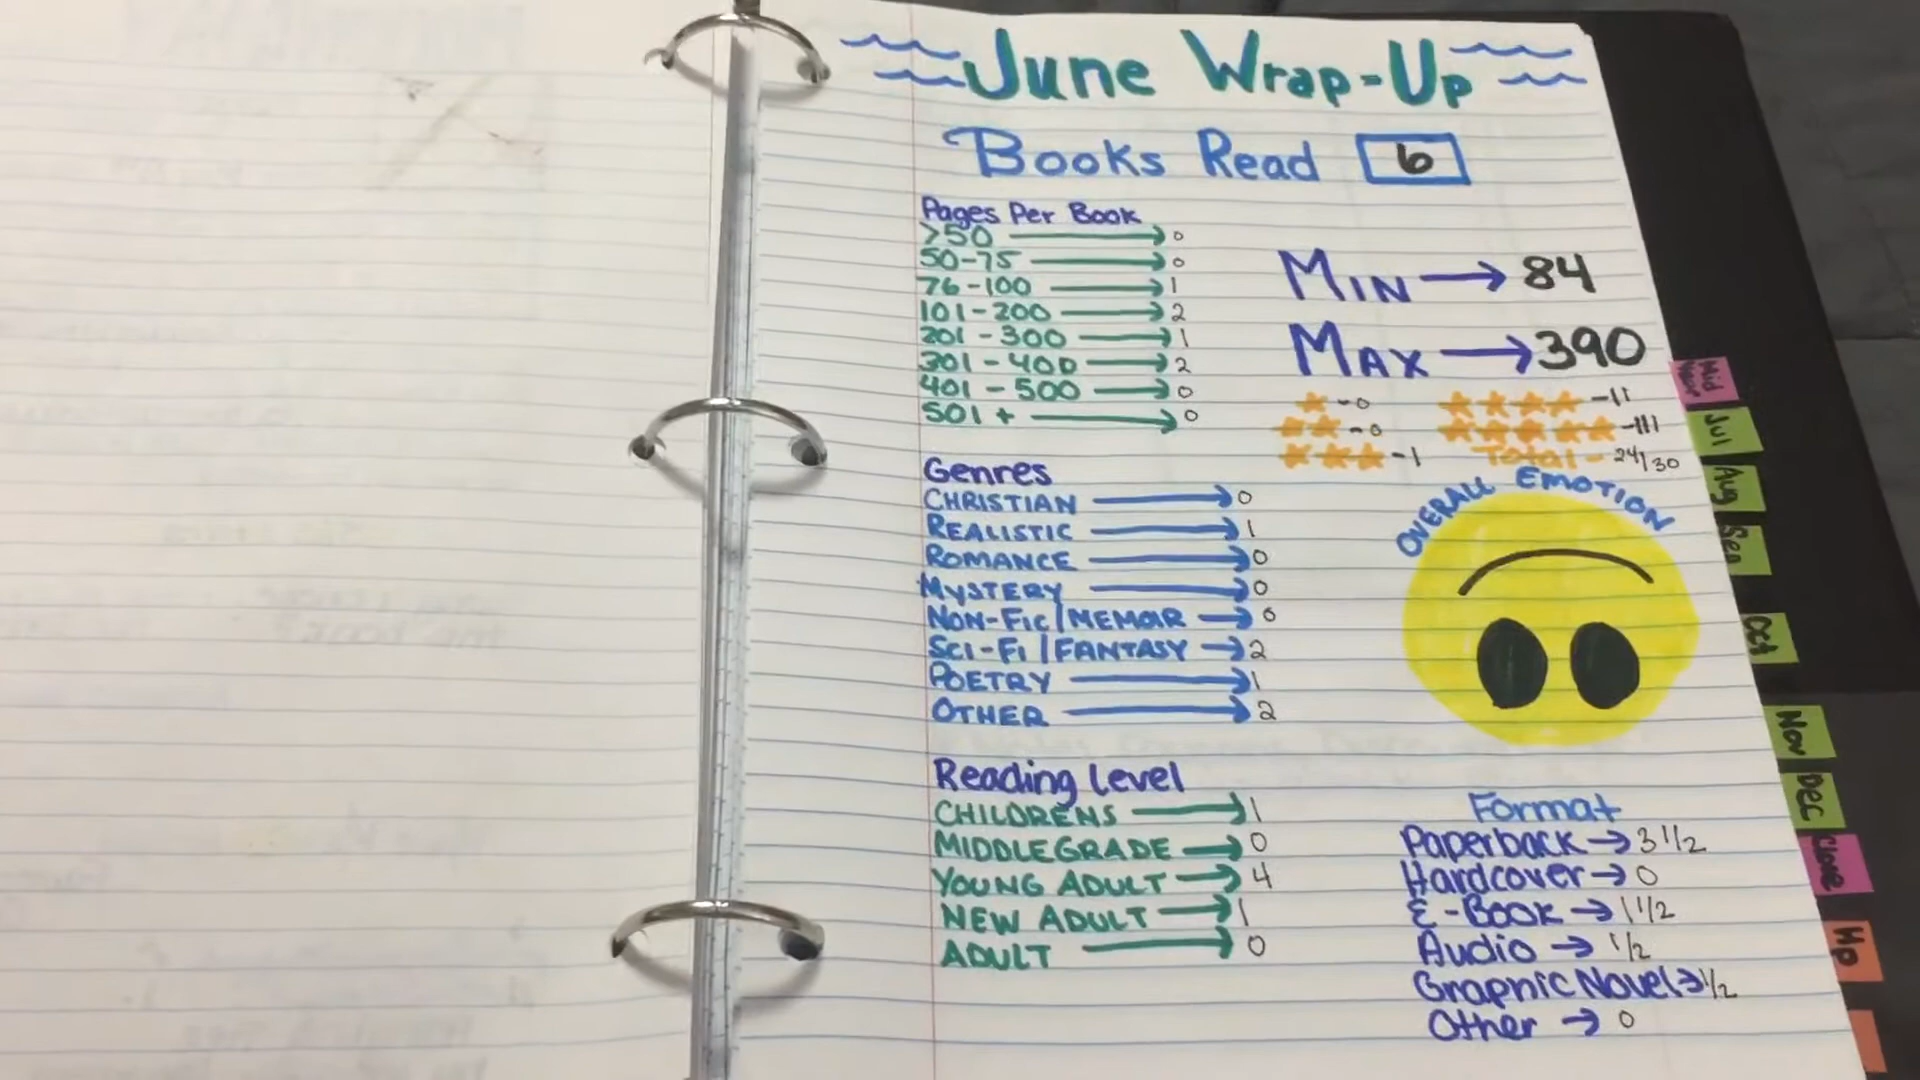 June Wrap-Up
Books Read 6
Pages Per Book
>50 → 0
50-75 → 0
76-100 → 1
101-200 → 2
201-300 → 1
301-400 → 2
401-500 → 0
501+ → 0
MIN → 84
MAX → 390
★ - 0
★★ - 0
★★★ - 1
★★★★ - 11
★★★★★ - 111
Total - 24/30
Genres
CHRISTIAN → 0
REALISTIC → 1
ROMANCE → 0
MYSTERY → 0
NON-FIC/MEMOIR → 0
SCI-FI/FANTASY → 2
POETRY → 1
OTHER → 2
OVERALL EMOTION
Reading Level
CHILDRENS → 1
MIDDLE GRADE → 0
YOUNG ADULT → 4
NEW ADULT → 1
ADULT → 0
Format
Paperback → 3 1/2
Hardcover → 0
E-Book → 1 1/2
Audio → 1/2
Graphic Novel → 1/2
Other → 0
Mid
Jul
Aug
Sep
Oct
Nov
Dec
Close